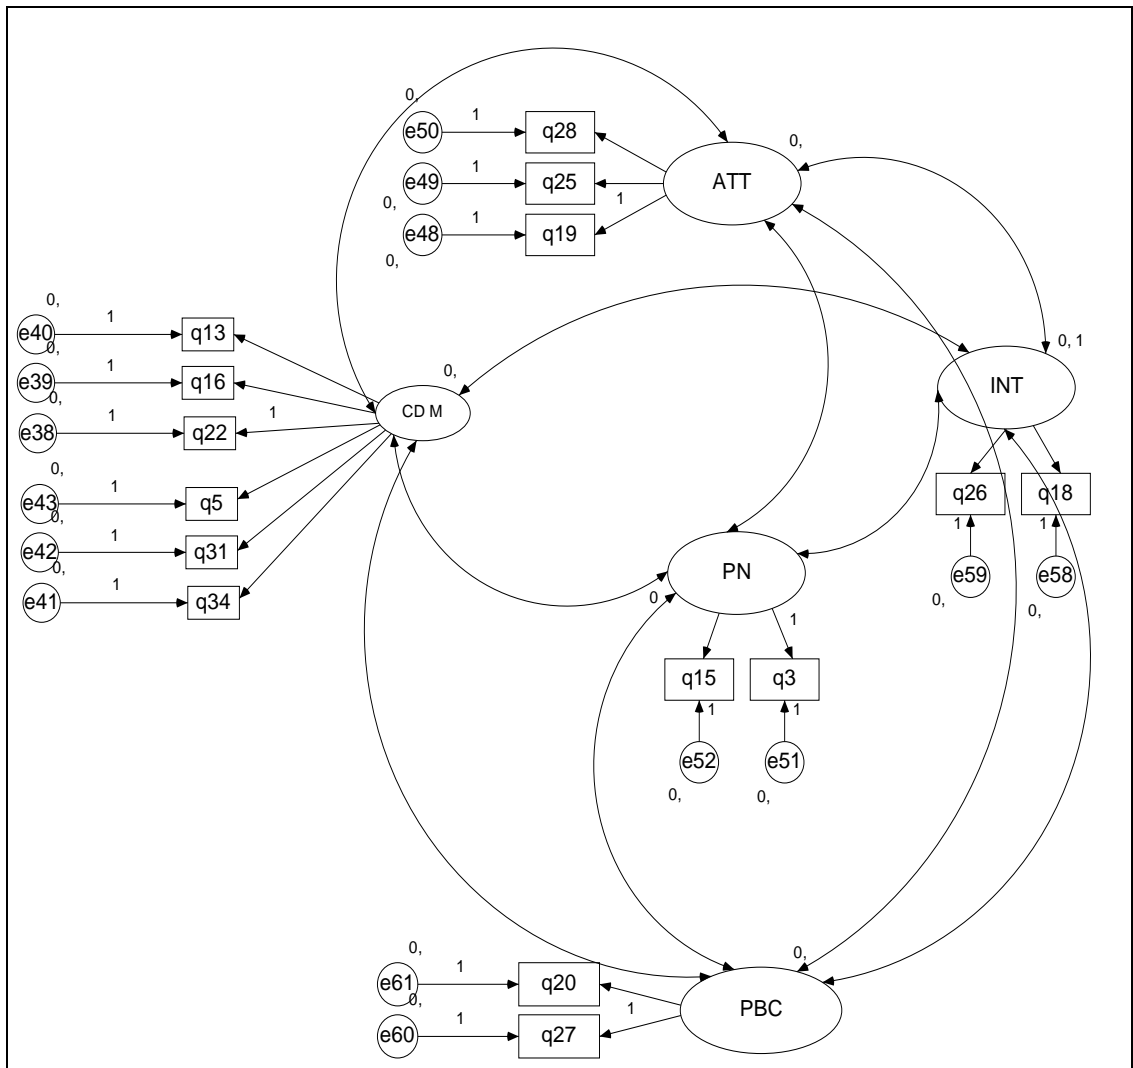 0,
e50 1 q28
0,
ATT
e49 1 q25
0,
1
e48 1 q19
0,
0,
e40 1 q13
0,
0, 1
INT
e39 1 q16
0,
0,
CD M
e38 1 q22 1
0,
e43 1 q5
0,
q26 q18
1 1
e42 1 q31
0,
e59 e58
0, 0,
PN
0
1
e41 1 q34
q15 q3
1 1
e52 e51
0, 0,
0,
e61 1 q20
0,
0,
PBC
1
e60 1 q27